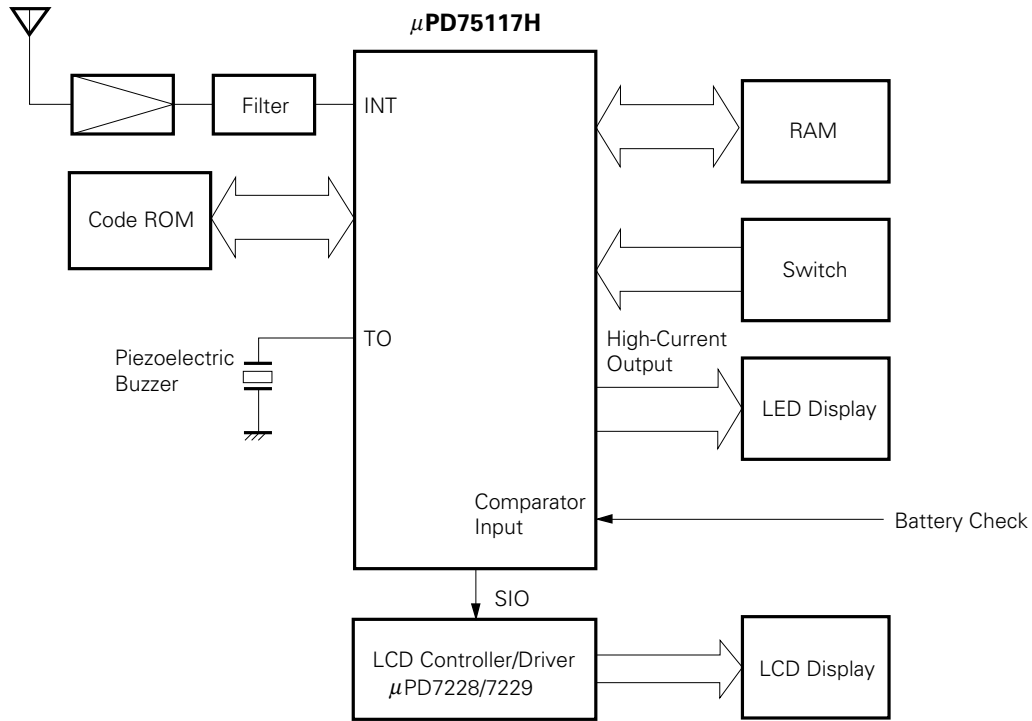 μPD75117H
Filter
INT
RAM
Code ROM
Switch
TO
High-Current
Output
Piezoelectric
Buzzer
LED Display
Comparator
Input
Battery Check
SIO
LCD Controller/Driver
μPD7228/7229
LCD Display